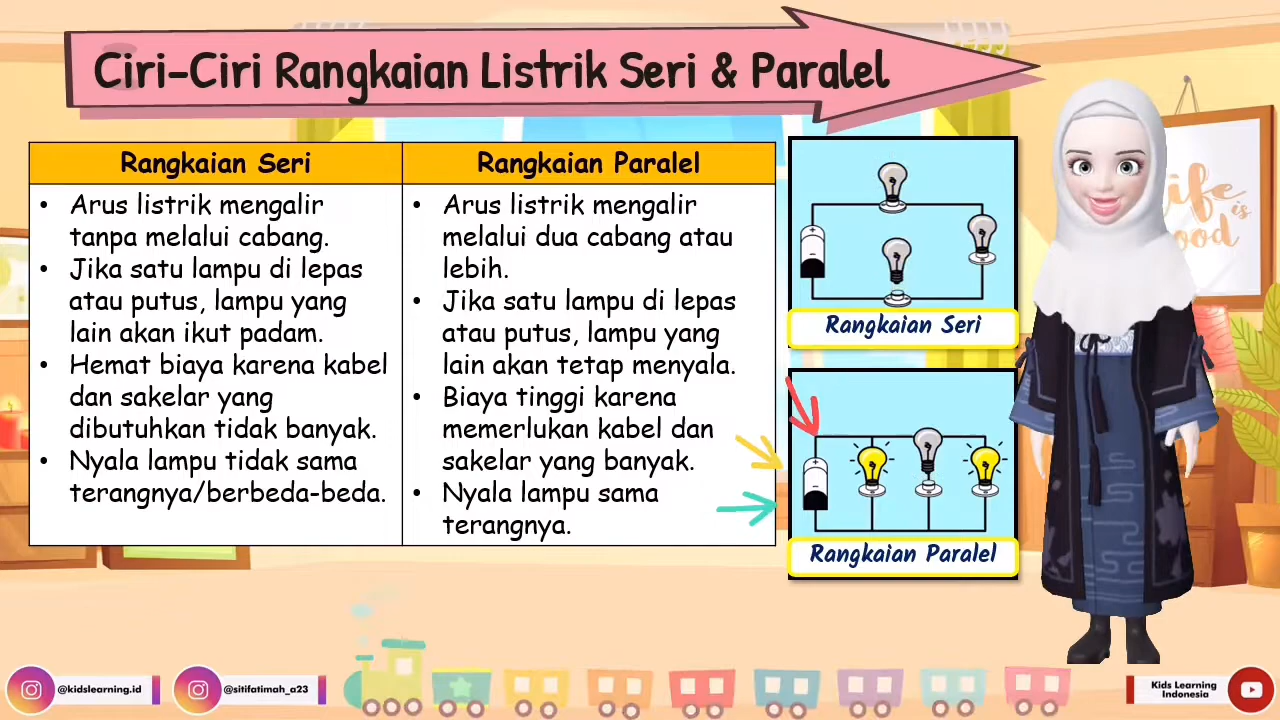 Ciri-Ciri Rangkaian Listrik Seri & Paralel
Rangkaian Seri
• Arus listrik mengalir
tanpa melalui cabang.
• Jika satu lampu di lepas
atau putus, lampu yang
lain akan ikut padam.
• Hemat biaya karena kabel
dan sakelar yang
dibutuhkan tidak banyak.
• Nyala lampu tidak sama
terangnya/berbeda-beda.
Rangkaian Paralel
• Arus listrik mengalir
melalui dua cabang atau
lebih.
• Jika satu lampu di lepas
atau putus, lampu yang
lain akan tetap menyala.
• Biaya tinggi karena
memerlukan kabel dan
sakelar yang banyak.
• Nyala lampu sama
terangnya.
+
-
Rangkaian Seri
+
-
Rangkaian Paralel
is
@kidslearning.id
@sitifatimah_a23
Kids Learning
Indonesia